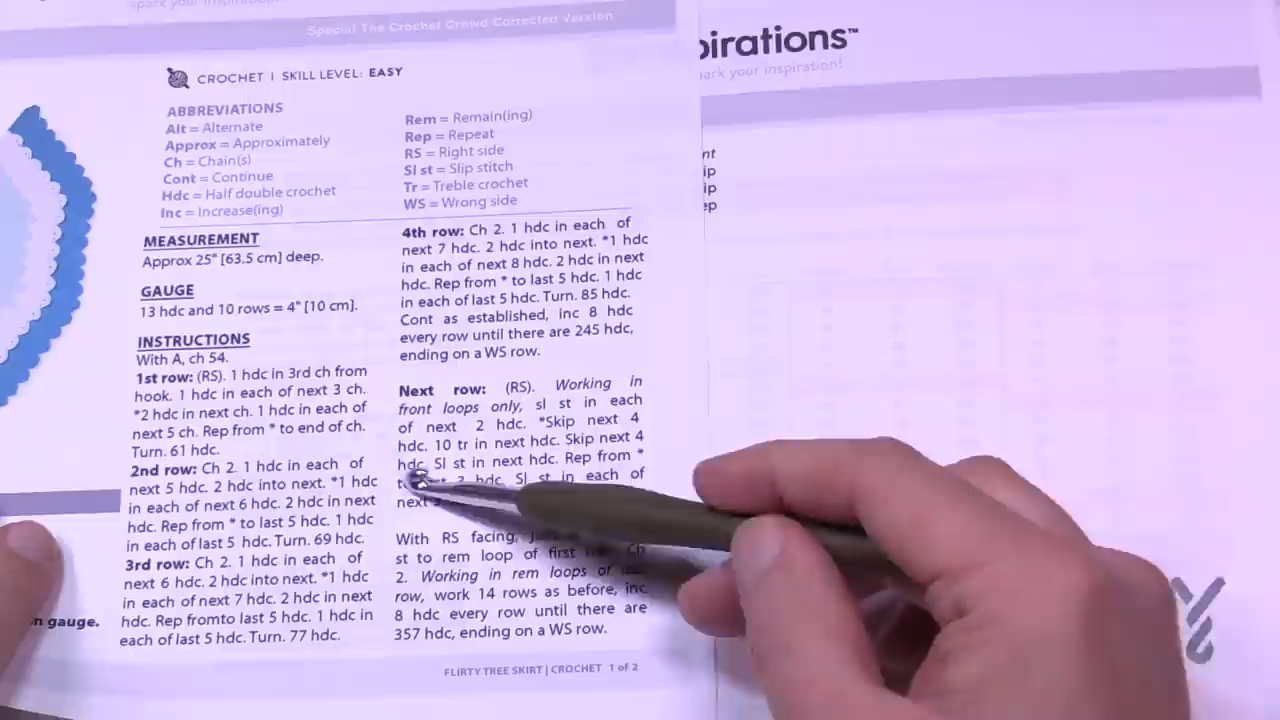 Special The Crochet Crowd Corrected Version
CROCHET | SKILL LEVEL: EASY
ABBREVIATIONS
Alt = Alternate
Approx = Approximately
Ch = Chain(s)
Cont = Continue
Hdc = Half double crochet
Inc = Increase(ing)
Rem = Remain(ing)
Rep = Repeat
RS = Right side
Sl st = Slip stitch
Tr = Treble crochet
WS = Wrong side
MEASUREMENT
Approx 25" [63.5 cm] deep.
GAUGE
13 hdc and 10 rows = 4" [10 cm].
INSTRUCTIONS
With A, ch 54.
1st row: (RS). 1 hdc in 3rd ch from
hook. 1 hdc in each of next 3 ch.
*2 hdc in next ch. 1 hdc in each of
next 5 ch. Rep from * to end of ch.
Turn. 61 hdc.
2nd row: Ch 2. 1 hdc in each of
next 5 hdc. 2 hdc into next. *1 hdc
in each of next 6 hdc. 2 hdc in next
hdc. Rep from * to last 5 hdc. 1 hdc
in each of last 5 hdc. Turn. 69 hdc.
3rd row: Ch 2. 1 hdc in each of
next 6 hdc. 2 hdc into next. *1 hdc
in each of next 7 hdc. 2 hdc in next
hdc. Rep fromto last 5 hdc. 1 hdc in
each of last 5 hdc. Turn. 77 hdc.
4th row: Ch 2. 1 hdc in each of
next 7 hdc. 2 hdc into next. *1 hdc
in each of next 8 hdc. 2 hdc in next
hdc. Rep from * to last 5 hdc. 1 hdc
in each of last 5 hdc. Turn. 85 hdc.
Cont as established, inc 8 hdc
every row until there are 245 hdc,
ending on a WS row.
Next row: (RS). Working in
front loops only, sl st in each
of next 2 hdc. *Skip next 4
hdc. 10 tr in next hdc. Skip next 4
hdc. Sl st in next hdc. Rep from *
hdc. Sl st in each of
next
With RS facing,
st to rem loop of first Ch
2. Working in rem loops of
row, work 14 rows as before, inc
8 hdc every row until there are
357 hdc, ending on a WS row.
n gauge.
FLIRTY TREE SKIRT | CROCHET 1 of 2
pirations™
ark your inspiration!
nt
ip
ip
ep